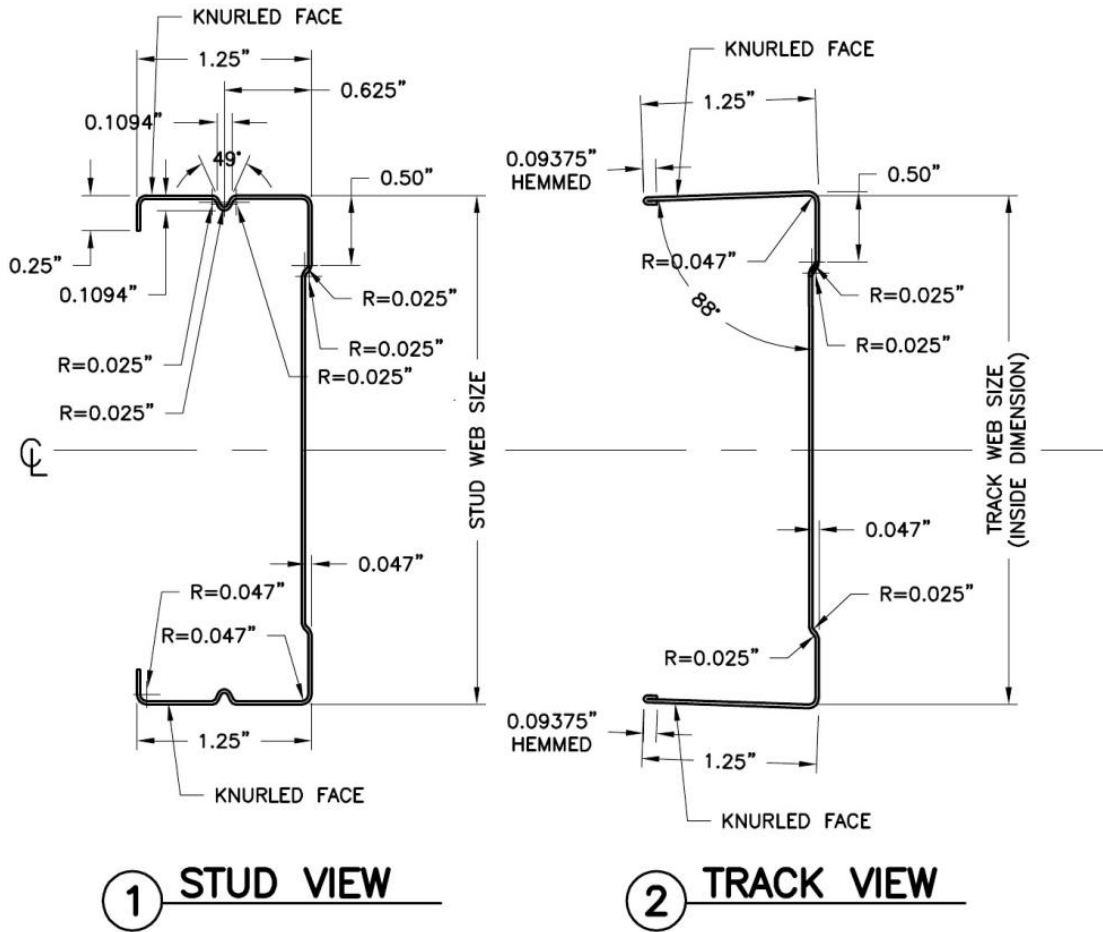 KNURLED FACE
1.25"
0.625"
0.1094"
49°
0.50"
0.25"
0.1094"
R=0.025"
R=0.025"
R=0.025"
R=0.025"
R=0.025"
STUD WEB SIZE
CL
0.047"
R=0.047"
R=0.047"
1.25"
KNURLED FACE
1 STUD VIEW
KNURLED FACE
1.25"
0.09375"
HEMMED
0.50"
R=0.047"
88°
R=0.025"
R=0.025"
TRACK WEB SIZE
(INSIDE DIMENSION)
0.047"
R=0.025"
R=0.025"
0.09375"
HEMMED
1.25"
KNURLED FACE
2 TRACK VIEW